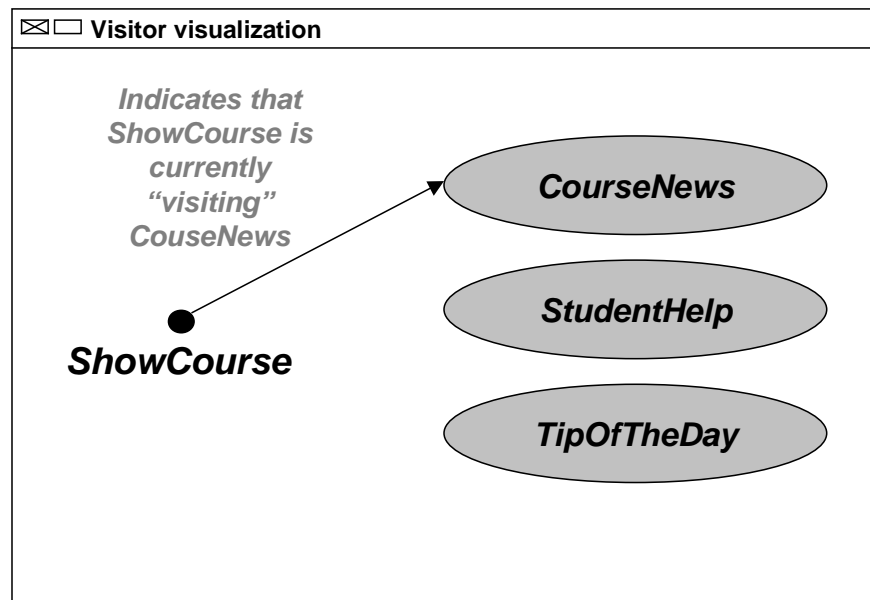 Visitor visualization
Indicates that
ShowCourse is
currently
“visiting”
CouseNews
CourseNews
StudentHelp
ShowCourse
TipOfTheDay